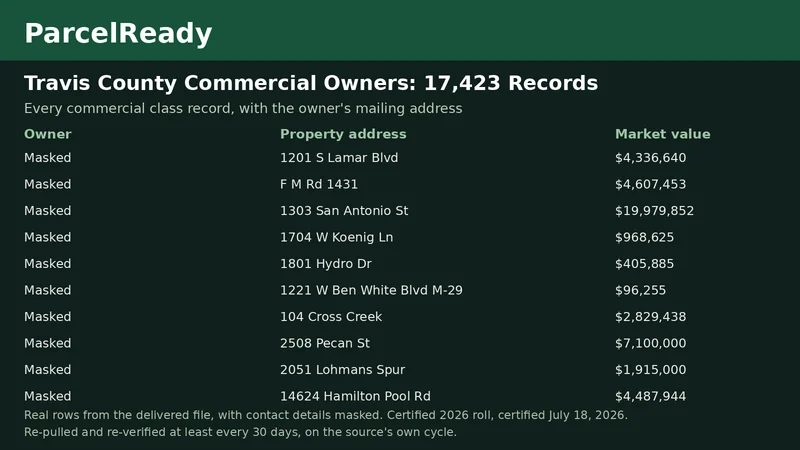 ParcelReady
Travis County Commercial Owners: 17,423 Records
Every commercial class record, with the owner's mailing address
Owner Property address Market value
Masked 1201 S Lamar Blvd $4,336,640
Masked F M Rd 1431 $4,607,453
Masked 1303 San Antonio St $19,979,852
Masked 1704 W Koenig Ln $968,625
Masked 1801 Hydro Dr $405,885
Masked 1221 W Ben White Blvd M-29 $96,255
Masked 104 Cross Creek $2,829,438
Masked 2508 Pecan St $7,100,000
Masked 2051 Lohmans Spur $1,915,000
Masked 14624 Hamilton Pool Rd $4,487,944
Real rows from the delivered file, with contact details masked. Certified 2026 roll, certified July 18, 2026.
Re-pulled and re-verified at least every 30 days, on the source's own cycle.